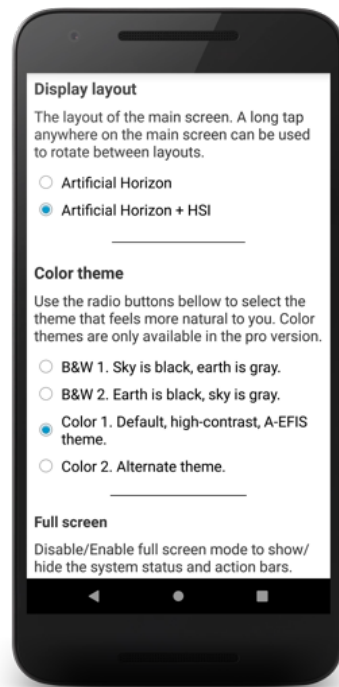 Display layout
The layout of the main screen. A long tap
anywhere on the main screen can be used
to rotate between layouts.
Artificial Horizon
Artificial Horizon + HSI
Color theme
Use the radio buttons bellow to select the
theme that feels more natural to you. Color
themes are only available in the pro version.
B&W 1. Sky is black, earth is gray.
B&W 2. Earth is black, sky is gray.
Color 1. Default, high-contrast, A-EFIS
theme.
Color 2. Alternate theme.
Full screen
Disable/Enable full screen mode to show/
hide the system status and action bars.